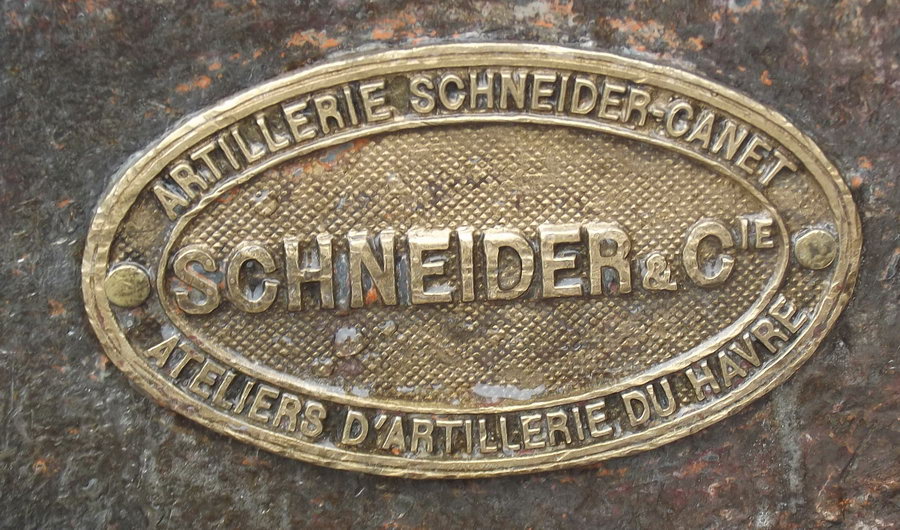 ARTILLERIE SCHNEIDER-CANET
SCHNEIDER & CIE
ATELIERS D'ARTILLERIE DU HAVRE